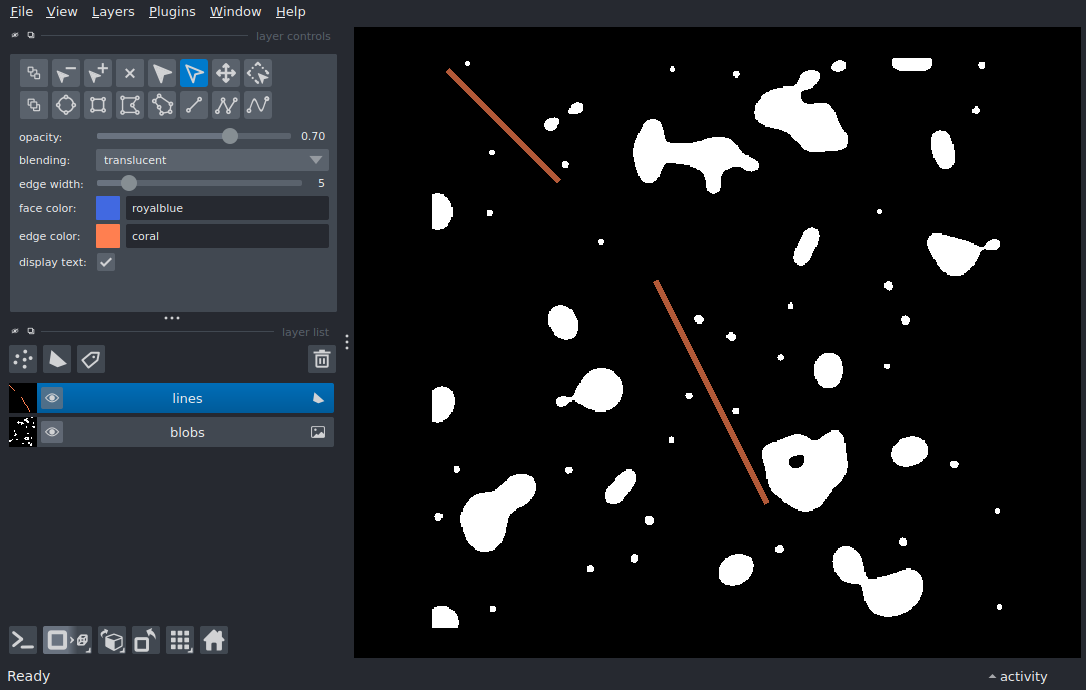 File View Layers Plugins Window Help
layer controls
opacity: 0.70
blending: translucent
edge width: 5
face color: royalblue
edge color: coral
display text:
layer list
lines
blobs
Ready activity